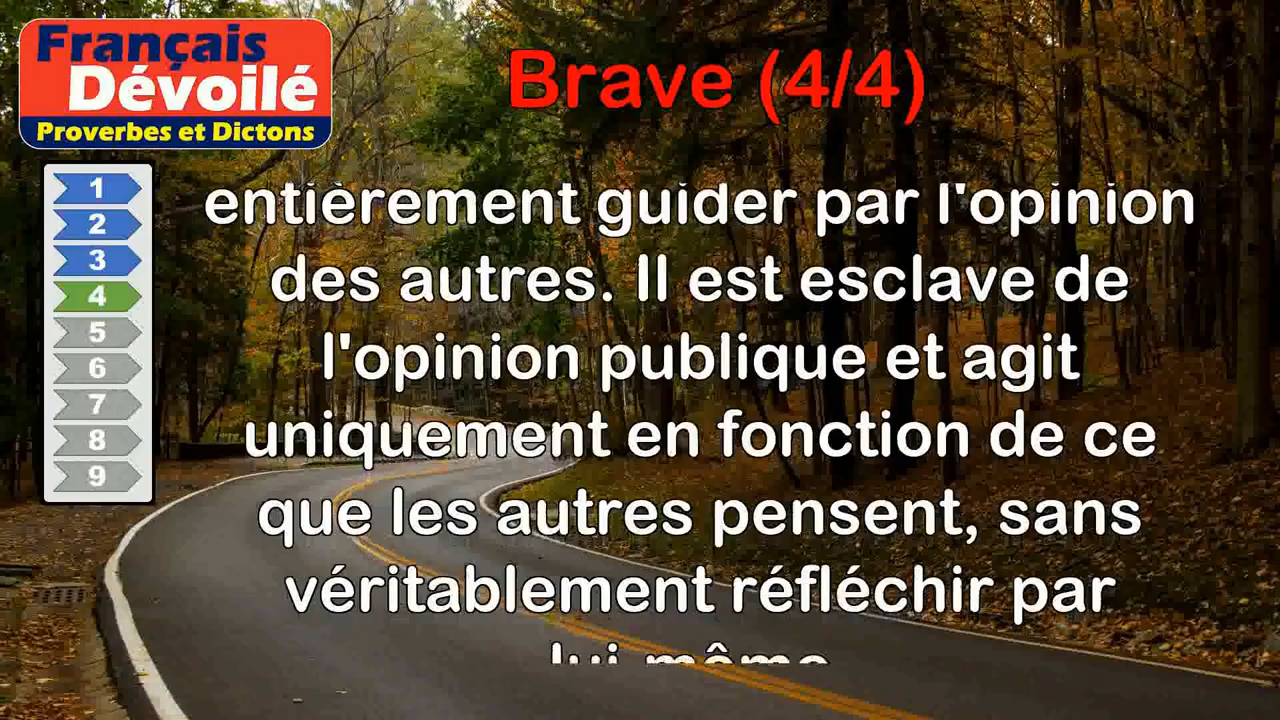 Français
Dévoilé
Proverbes et Dictons
Brave (4/4)
1
2
3
4
5
6
7
8
9
entièrement guider par l'opinion
des autres. Il est esclave de
l'opinion publique et agit
uniquement en fonction de ce
que les autres pensent, sans
véritablement réfléchir par
lui-même